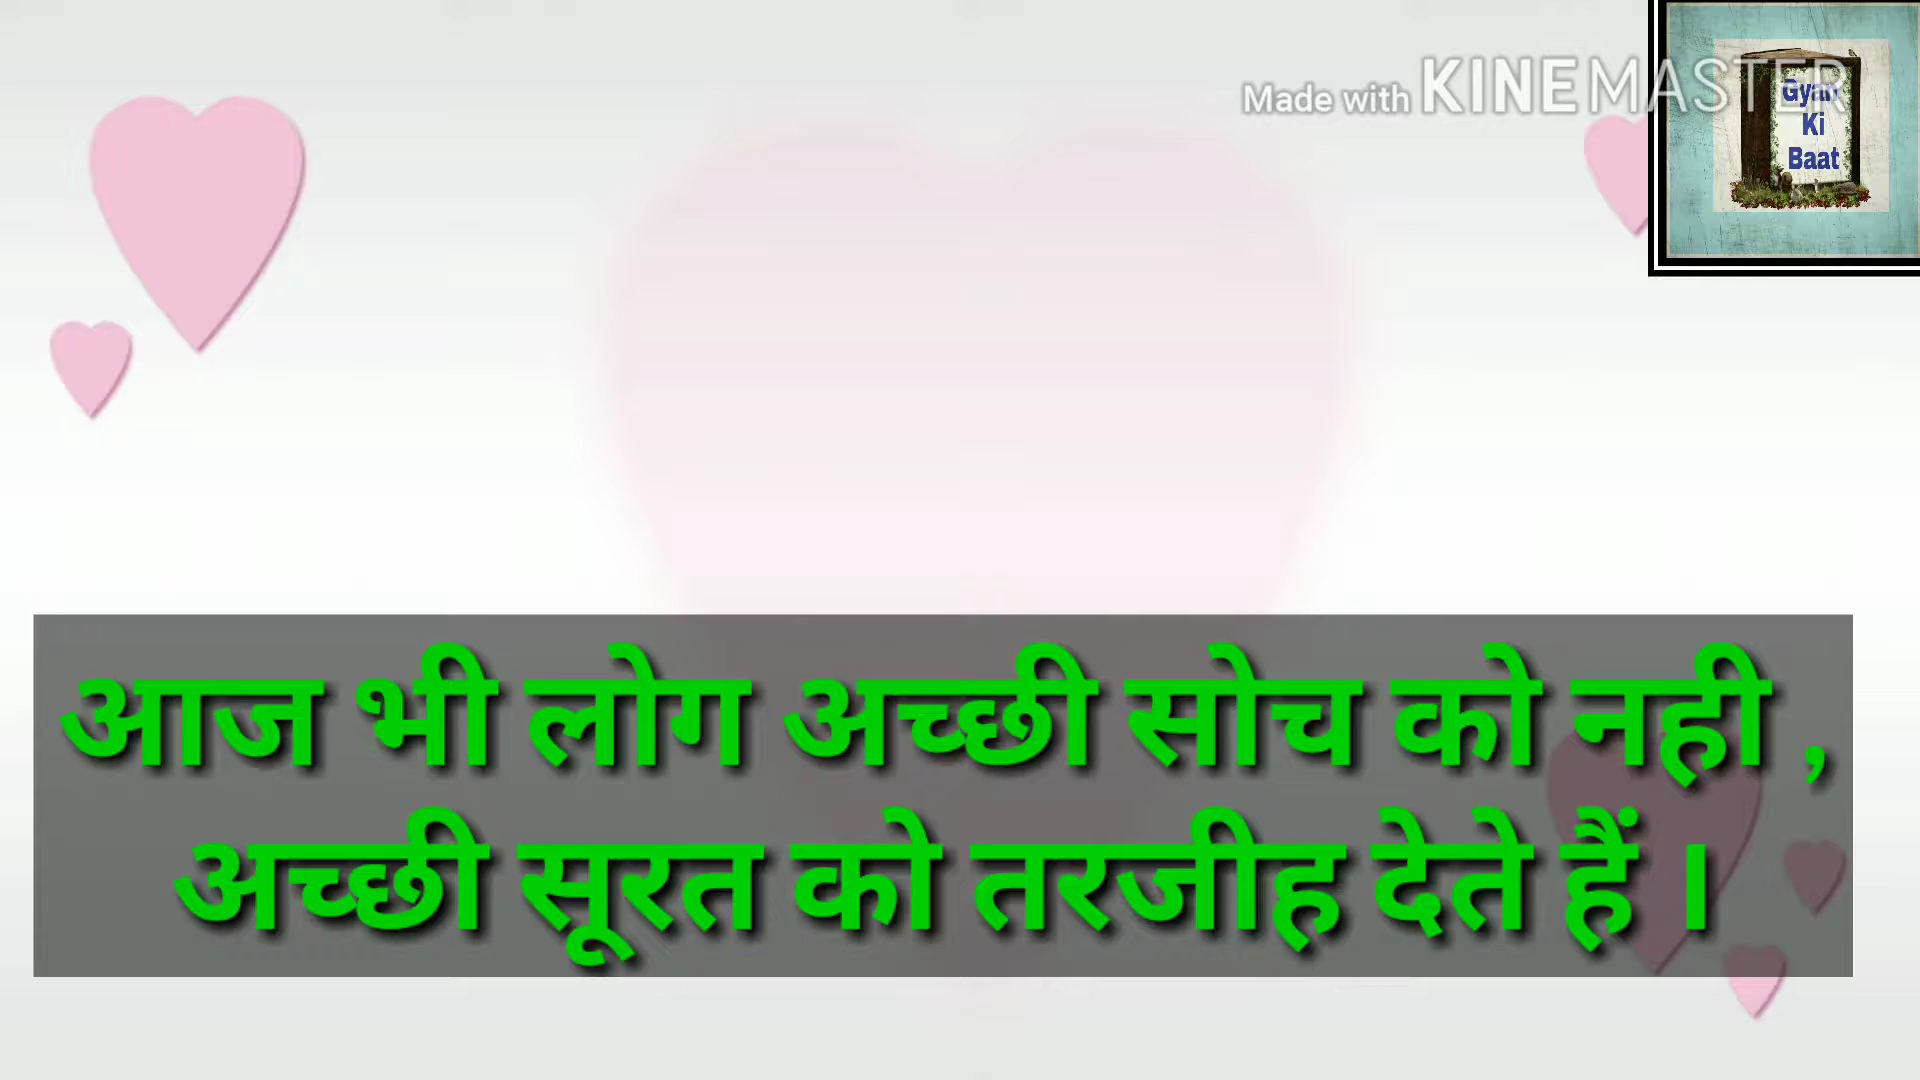 Made with KINEMASTER
Gyan
Ki
Baat
आज भी लोग अच्छी सोच को नही ,
अच्छी सूरत को तरजीह देते हैं ।